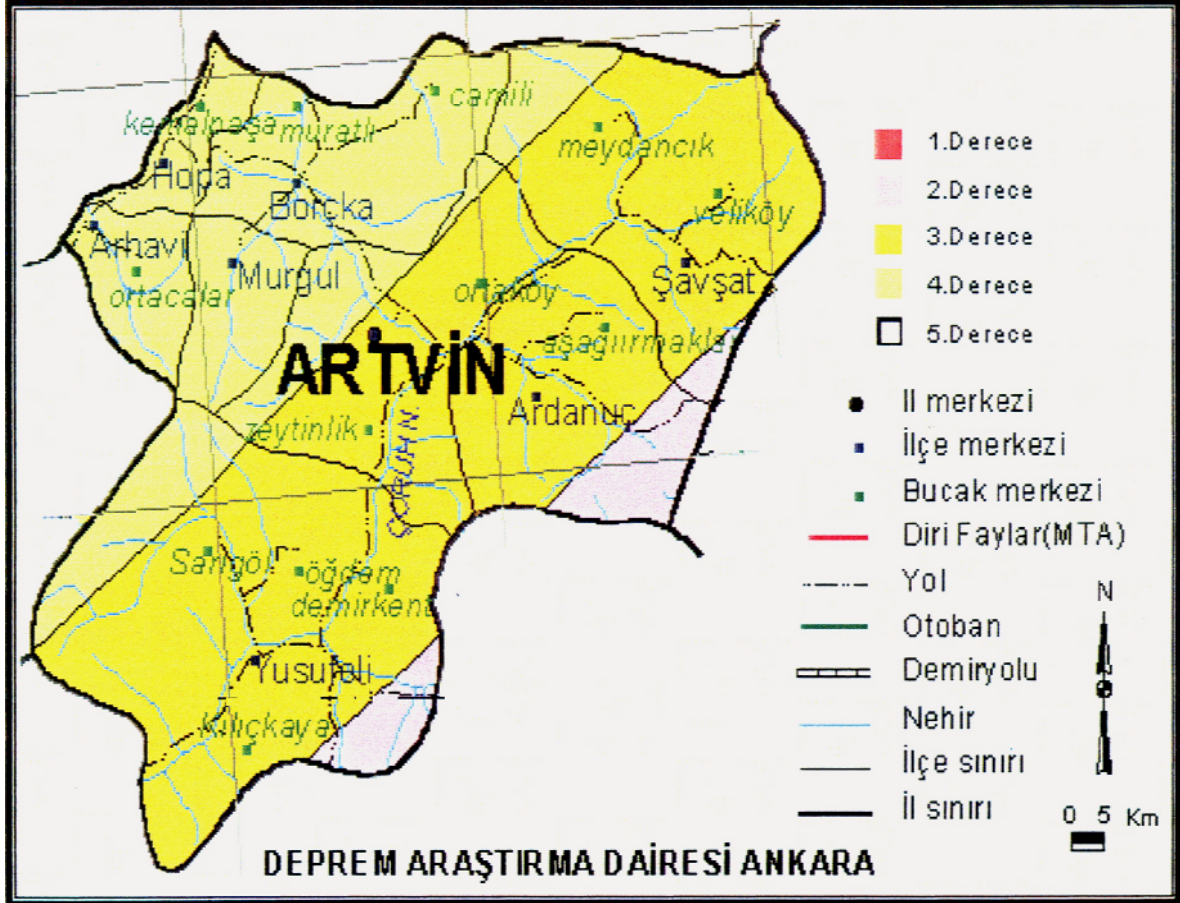 camili
kemalpaşa
muratlı
meydancık
Hopa
Borcka
veliköy
Arhavi
ortacalar
Murgul
ortaköy
Şavşat
aşağıırmaklar
ARTVİN
Ardanuç
zeytinlik
ÇORUH N.
Sarıgöl
öğdem
demirkent
Yusufeli
Kılıçkaya
1.Derece
2.Derece
3.Derece
4.Derece
5.Derece
İl merkezi
İlçe merkezi
Bucak merkezi
Diri Faylar(MTA)
Yol
Otoban
Demiryolu
Nehir
İlçe sınırı
İl sınırı
N
0 5 Km
DEPREM ARAŞTIRMA DAİRESİ ANKARA